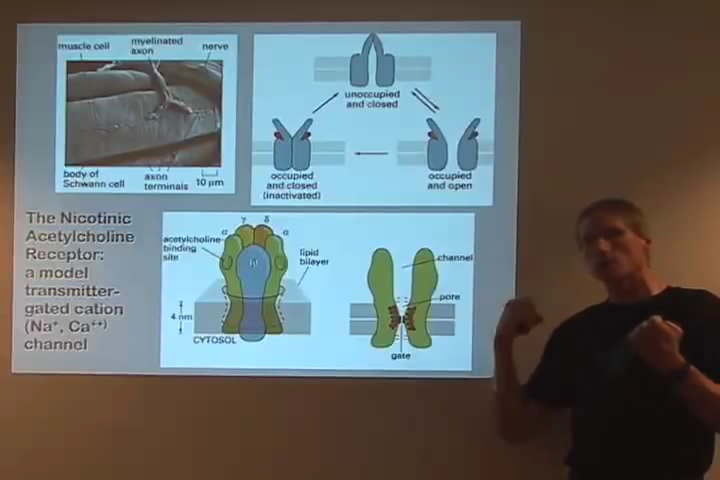 muscle cell
myelinated
axon
nerve
body of
Schwann cell
axon
terminals
10 µm
unoccupied
and closed
occupied
and closed
(inactivated)
occupied
and open
The Nicotinic
Acetylcholine
Receptor:
a model
transmitter-
gated cation
(Na⁺, Ca⁺⁺)
channel
acetylcholine-
binding
site
α
γ
δ
α
β
lipid
bilayer
4 nm
CYTOSOL
channel
pore
gate